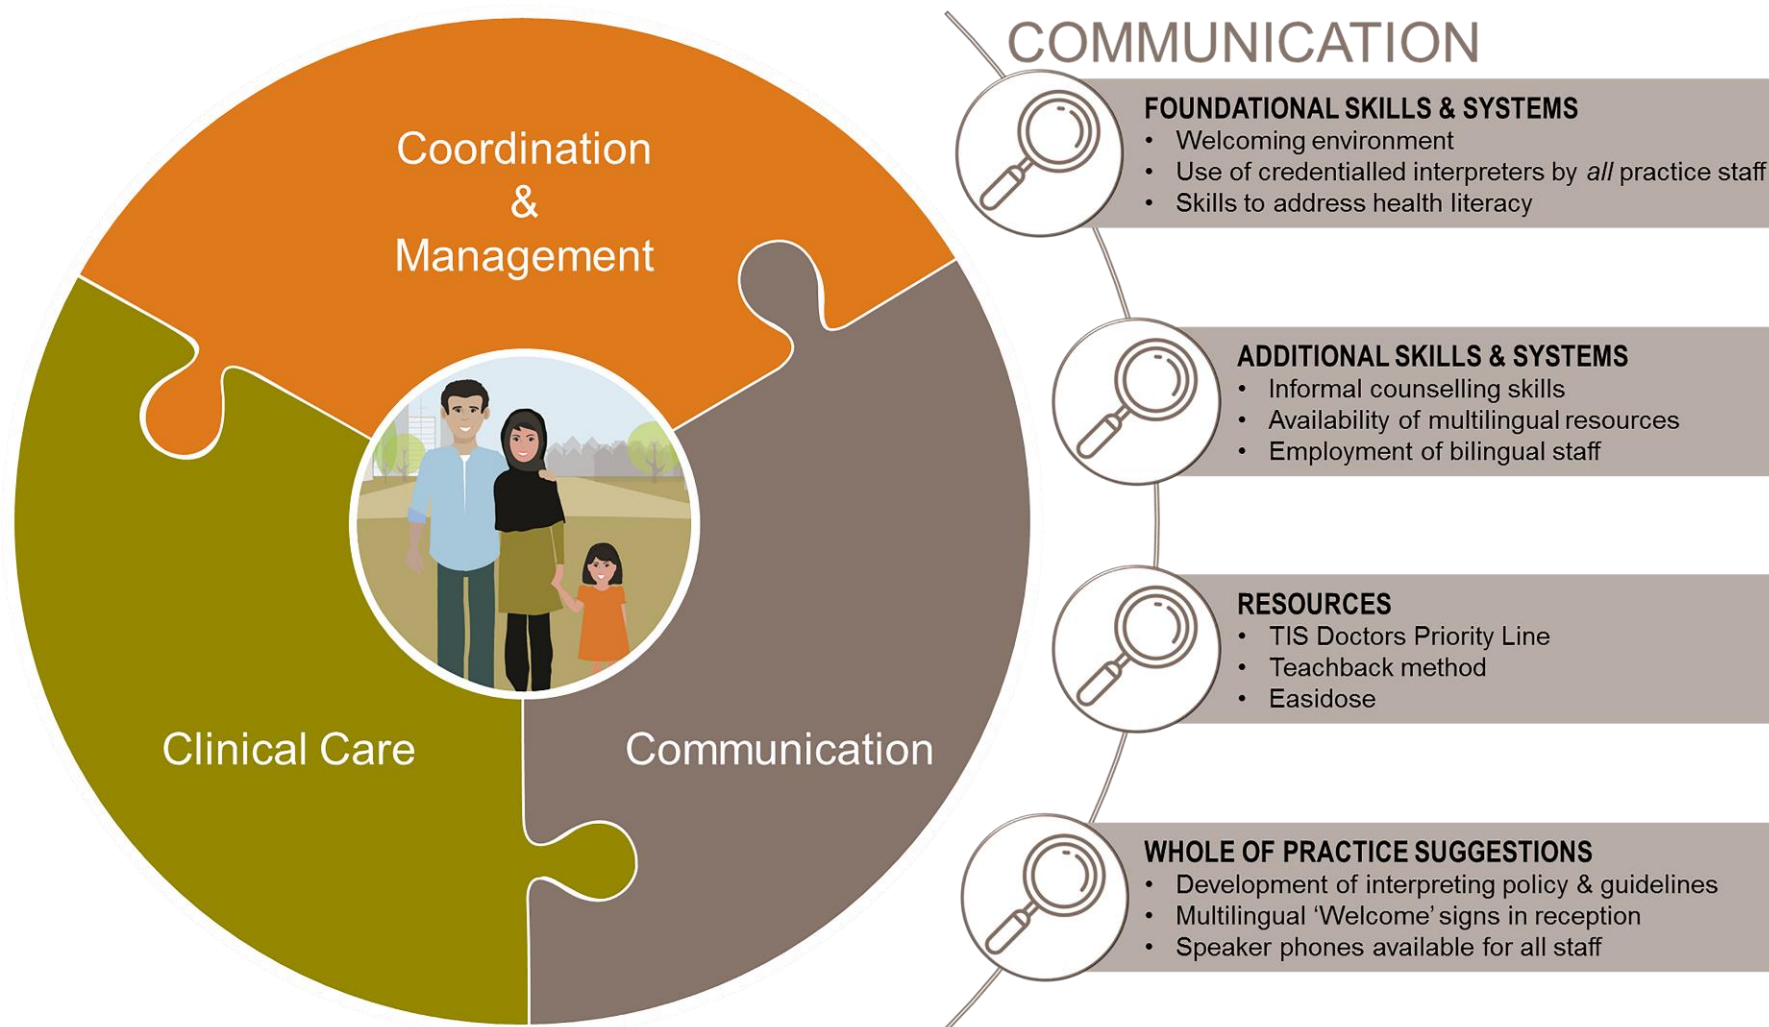 Coordination
&
Management
Clinical Care
Communication
COMMUNICATION
FOUNDATIONAL SKILLS & SYSTEMS
• Welcoming environment
• Use of credentialled interpreters by all practice staff
• Skills to address health literacy
ADDITIONAL SKILLS & SYSTEMS
• Informal counselling skills
• Availability of multilingual resources
• Employment of bilingual staff
RESOURCES
• TIS Doctors Priority Line
• Teachback method
• Easidose
WHOLE OF PRACTICE SUGGESTIONS
• Development of interpreting policy & guidelines
• Multilingual ‘Welcome’ signs in reception
• Speaker phones available for all staff